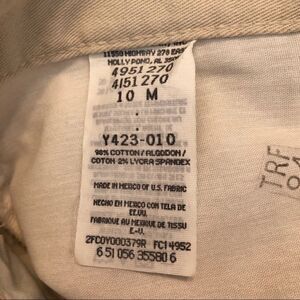 11550 HIGHWAY 278 EAST
HOLLY POND, AL
4951 270
4151 270
10 M
Y423-010
98% COTTON/ALGODON/
COTON-2% LYCRA SPANDEX
MADE IN MEXICO OF U.S. FABRIC
HECHO EN MEXICO CON TELA DE
EE.UU.
FABRIQUE AU MEXIQUE DE TISSU
E.-U.
2FC0Y000379R FC14952
6 51056 35580 6
TRF